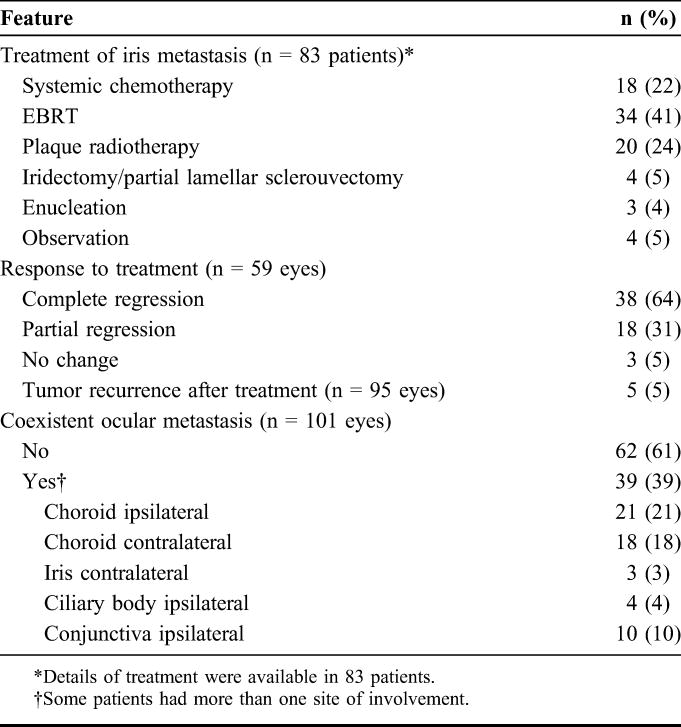 Feature n (%)
Treatment of iris metastasis (n = 83 patients)*
Systemic chemotherapy 18 (22)
EBRT 34 (41)
Plaque radiotherapy 20 (24)
Iridectomy/partial lamellar sclerouvectomy 4 (5)
Enucleation 3 (4)
Observation 4 (5)
Response to treatment (n = 59 eyes)
Complete regression 38 (64)
Partial regression 18 (31)
No change 3 (5)
Tumor recurrence after treatment (n = 95 eyes) 5 (5)
Coexistent ocular metastasis (n = 101 eyes)
No 62 (61)
Yes† 39 (39)
Choroid ipsilateral 21 (21)
Choroid contralateral 18 (18)
Iris contralateral 3 (3)
Ciliary body ipsilateral 4 (4)
Conjunctiva ipsilateral 10 (10)
*Details of treatment were available in 83 patients.
†Some patients had more than one site of involvement.